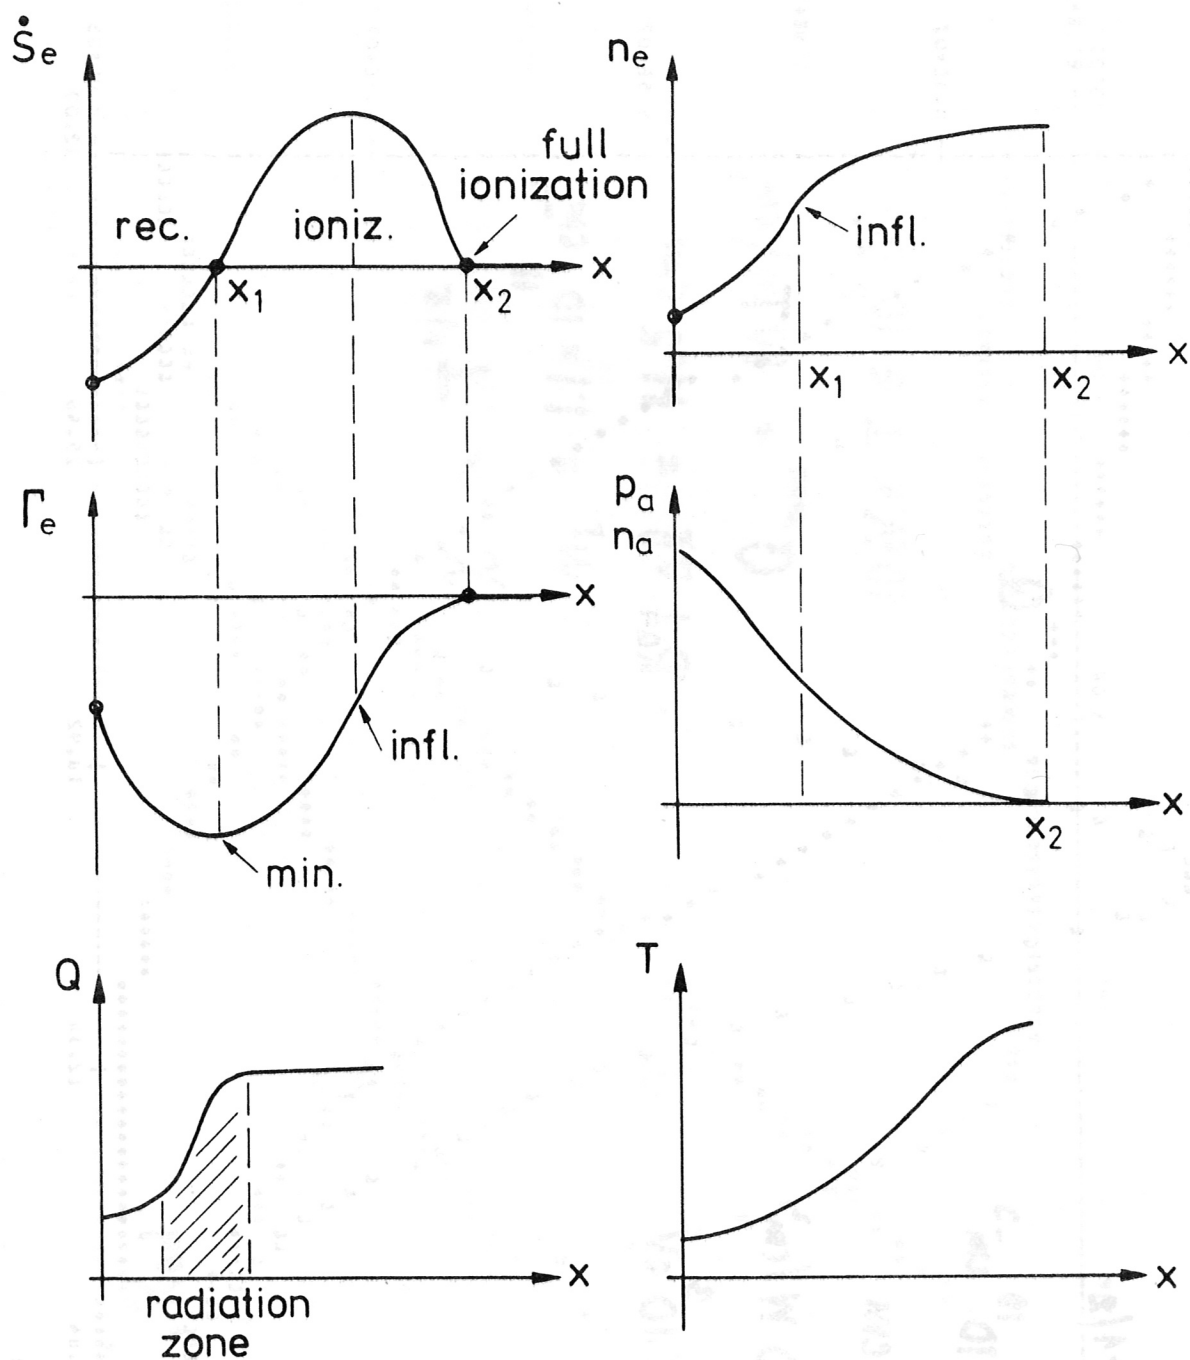 Ṡe
rec.
ioniz.
full
ionization
x
x1
x2
ne
infl.
x
x1
x2
Γe
x
infl.
min.
pa
na
x
x2
Q
x
radiation
zone
T
x